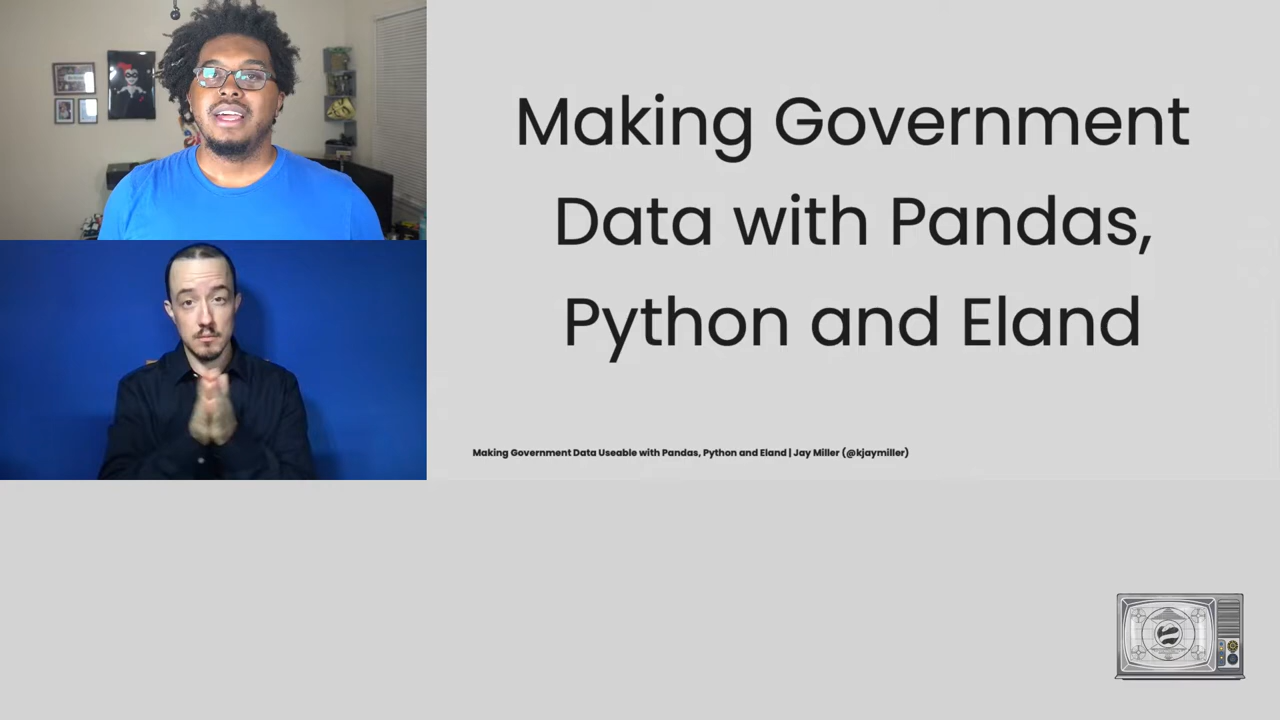 Making Government
Data with Pandas,
Python and Eland
Making Government Data Useable with Pandas, Python and Eland | Jay Miller (@kjaymiller)